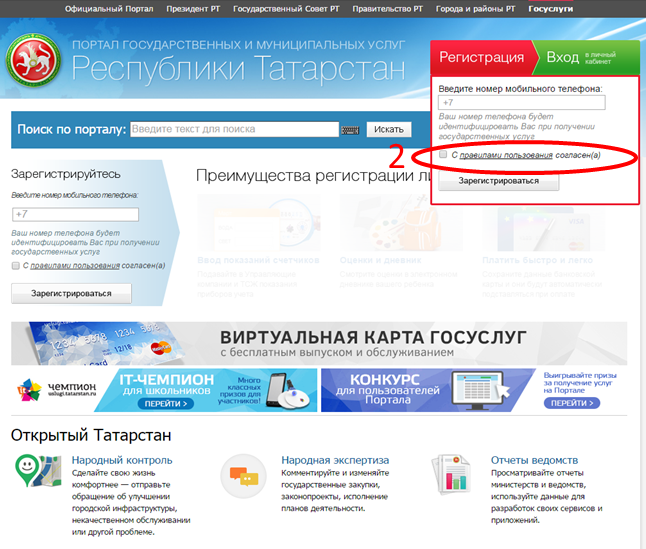 Официальный Портал Президент РТ Государственный Совет РТ Правительство РТ Города и районы РТ Госуслуги
ПОРТАЛ ГОСУДАРСТВЕННЫХ И МУНИЦИПАЛЬНЫХ УСЛУГ
Республики Татарстан
Регистрация
Вход
в личный
кабинет
Введите номер мобильного телефона:
+7
Ваш номер телефона будет
идентифицировать Вас при получении
государственных услуг
2
С правилами пользования согласен(а)
Зарегистрироваться
Поиск по порталу:
Введите текст для поиска
Искать
Зарегистрируйтесь
Введите номер мобильного телефона:
+7
Ваш номер телефона будет
идентифицировать Вас при получении
государственных услуг
С правилами пользования согласен(а)
Зарегистрироваться
Преимущества регистрации ли
Ввод показаний счетчиков
Оценки и дневник
Платить быстро и легко
ВИРТУАЛЬНАЯ КАРТА ГОСУСЛУГ
с бесплатным выпуском и обслуживанием
ЧЕМПИОН
uslugi.tatarstan.ru
IT-ЧЕМПИОН
для школьников
ПЕРЕЙТИ >
Много
классных
призов для
участников!
КОНКУРС
для пользователей
Портала
Выигрывайте призы
за получение услуг
на Портале
ПЕРЕЙТИ >
Открытый Татарстан
Народный контроль
Сделайте свою жизнь
комфортнее — отправьте
обращение об улучшении
городской инфраструктуры,
некачественном обслуживании
или другой проблеме.
Народная экспертиза
Комментируйте и изменяйте
государственные закупки,
законопроекты, исполнение
планов деятельности.
Отчеты ведомств
Просматривайте отчеты
министерств и ведомств,
используйте данные для
разработок своих сервисов и
приложений.